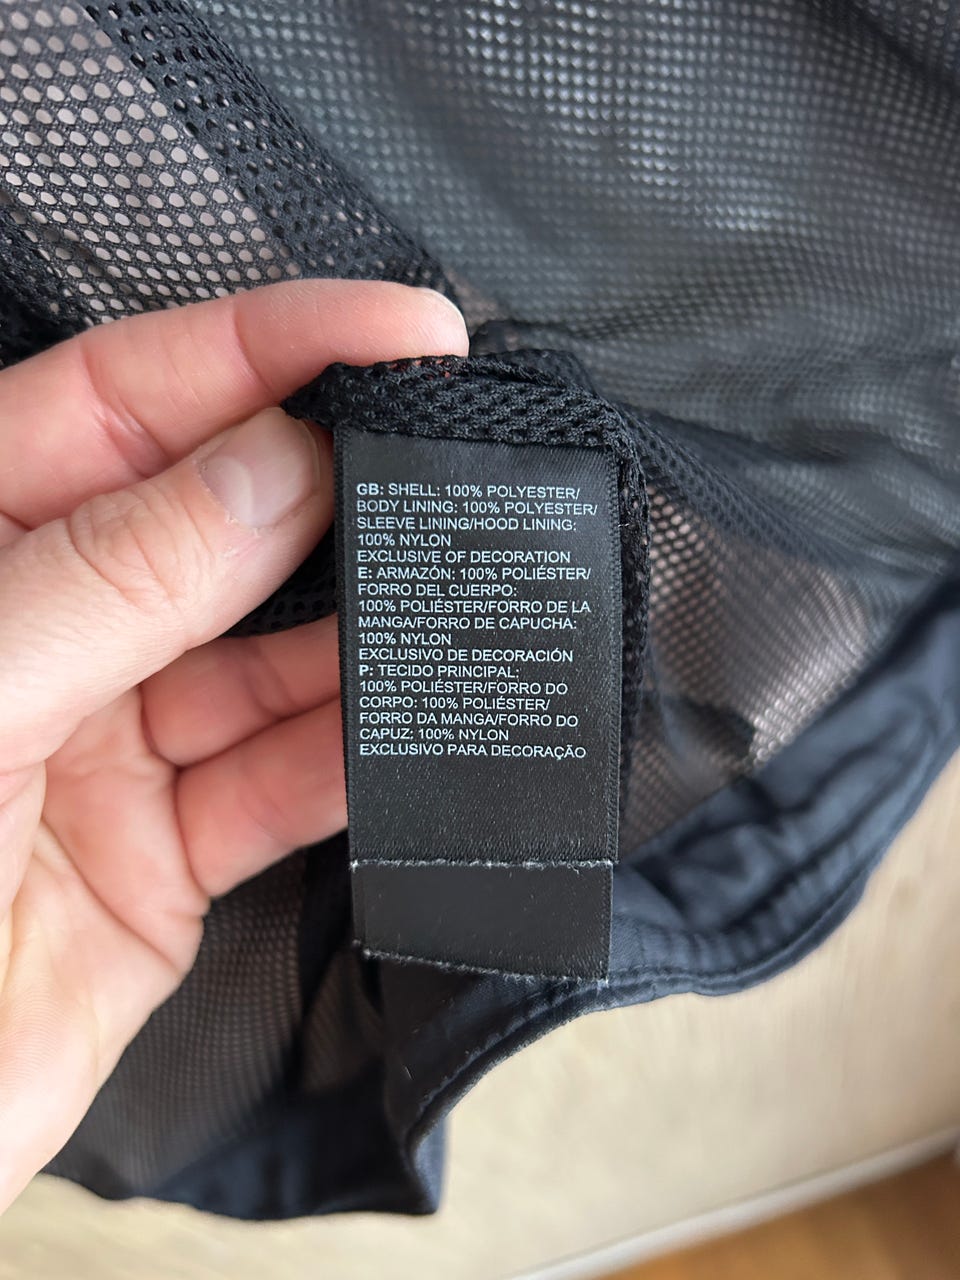 GB: SHELL: 100% POLYESTER/
BODY LINING: 100% POLYESTER/
SLEEVE LINING/HOOD LINING:
100% NYLON
EXCLUSIVE OF DECORATION
E: ARMAZÓN: 100% POLIÉSTER/
FORRO DEL CUERPO:
100% POLIÉSTER/FORRO DE LA
MANGA/FORRO DE CAPUCHA:
100% NYLON
EXCLUSIVO DE DECORACIÓN
P: TECIDO PRINCIPAL:
100% POLIÉSTER/FORRO DO
CORPO: 100% POLIÉSTER/
FORRO DA MANGA/FORRO DO
CAPUZ: 100% NYLON
EXCLUSIVO PARA DECORAÇAO